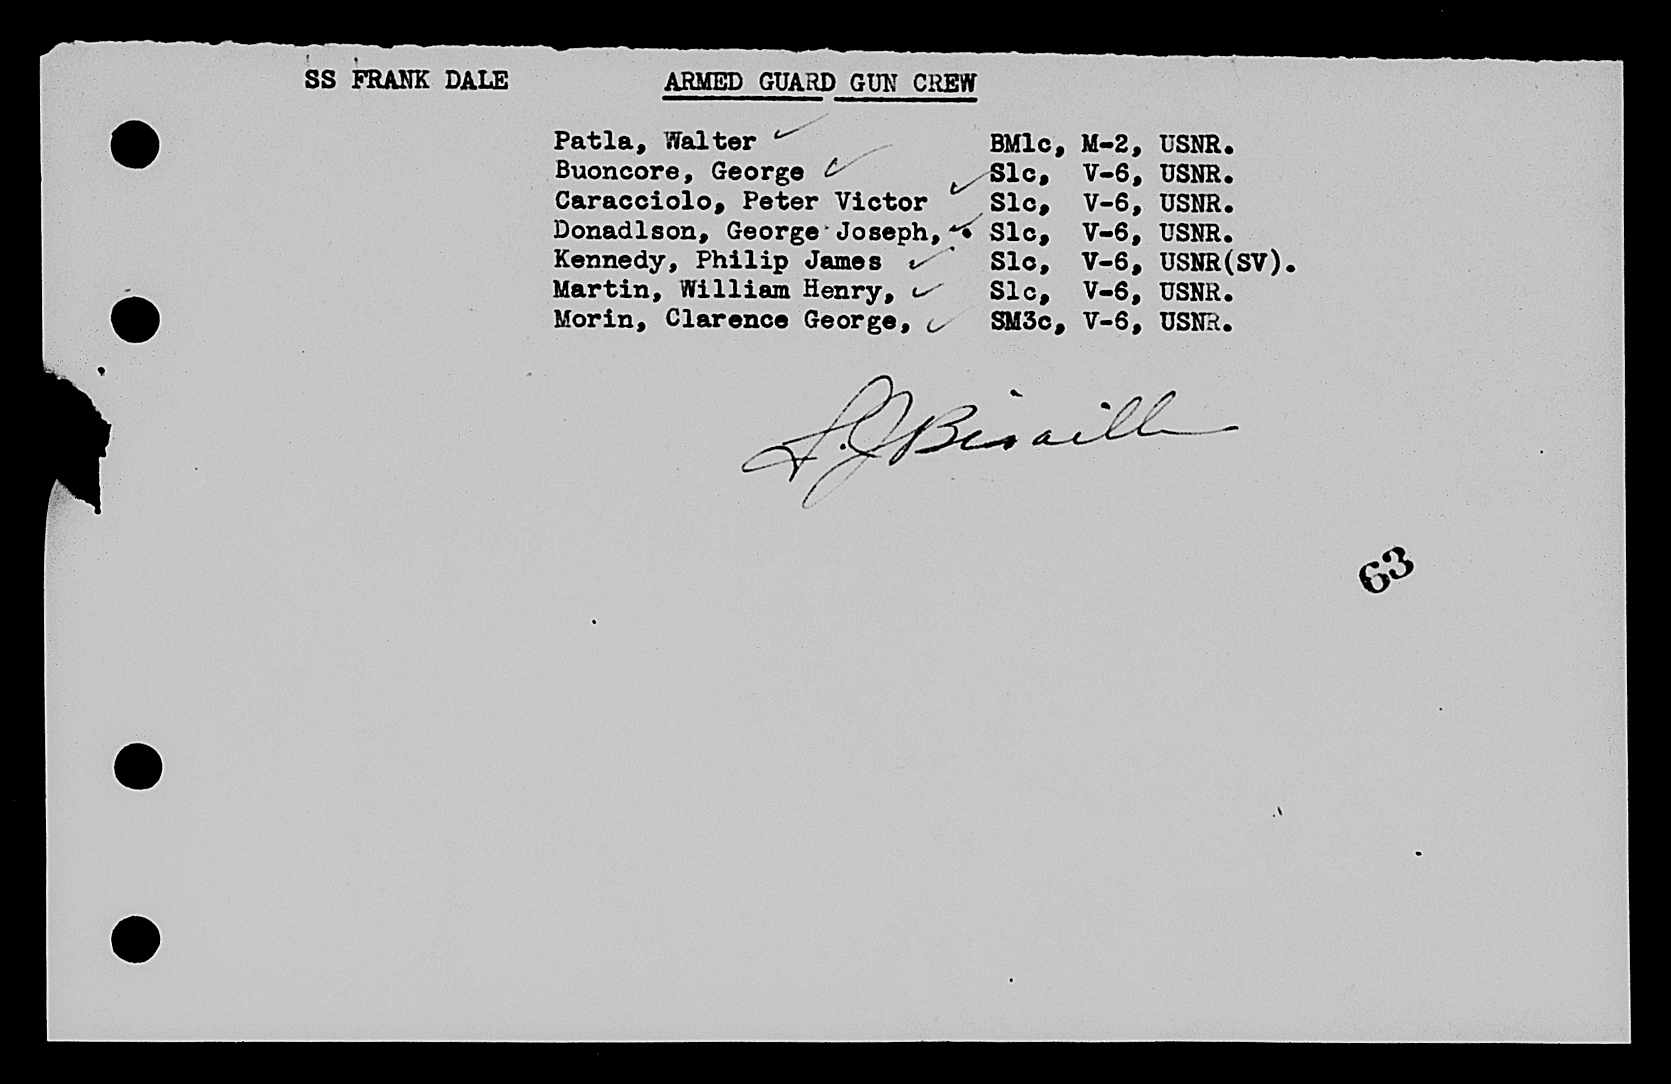 SS FRANK DALE ARMED GUARD GUN CREW
Patla, Walter BM1c, M-2, USNR.
Buoncore, George S1c, V-6, USNR.
Caracciolo, Peter Victor S1c, V-6, USNR.
Donadlson, George Joseph, S1c, V-6, USNR.
Kennedy, Philip James S1c, V-6, USNR(SV).
Martin, William Henry, S1c, V-6, USNR.
Morin, Clarence George, SM3c, V-6, USNR.
63